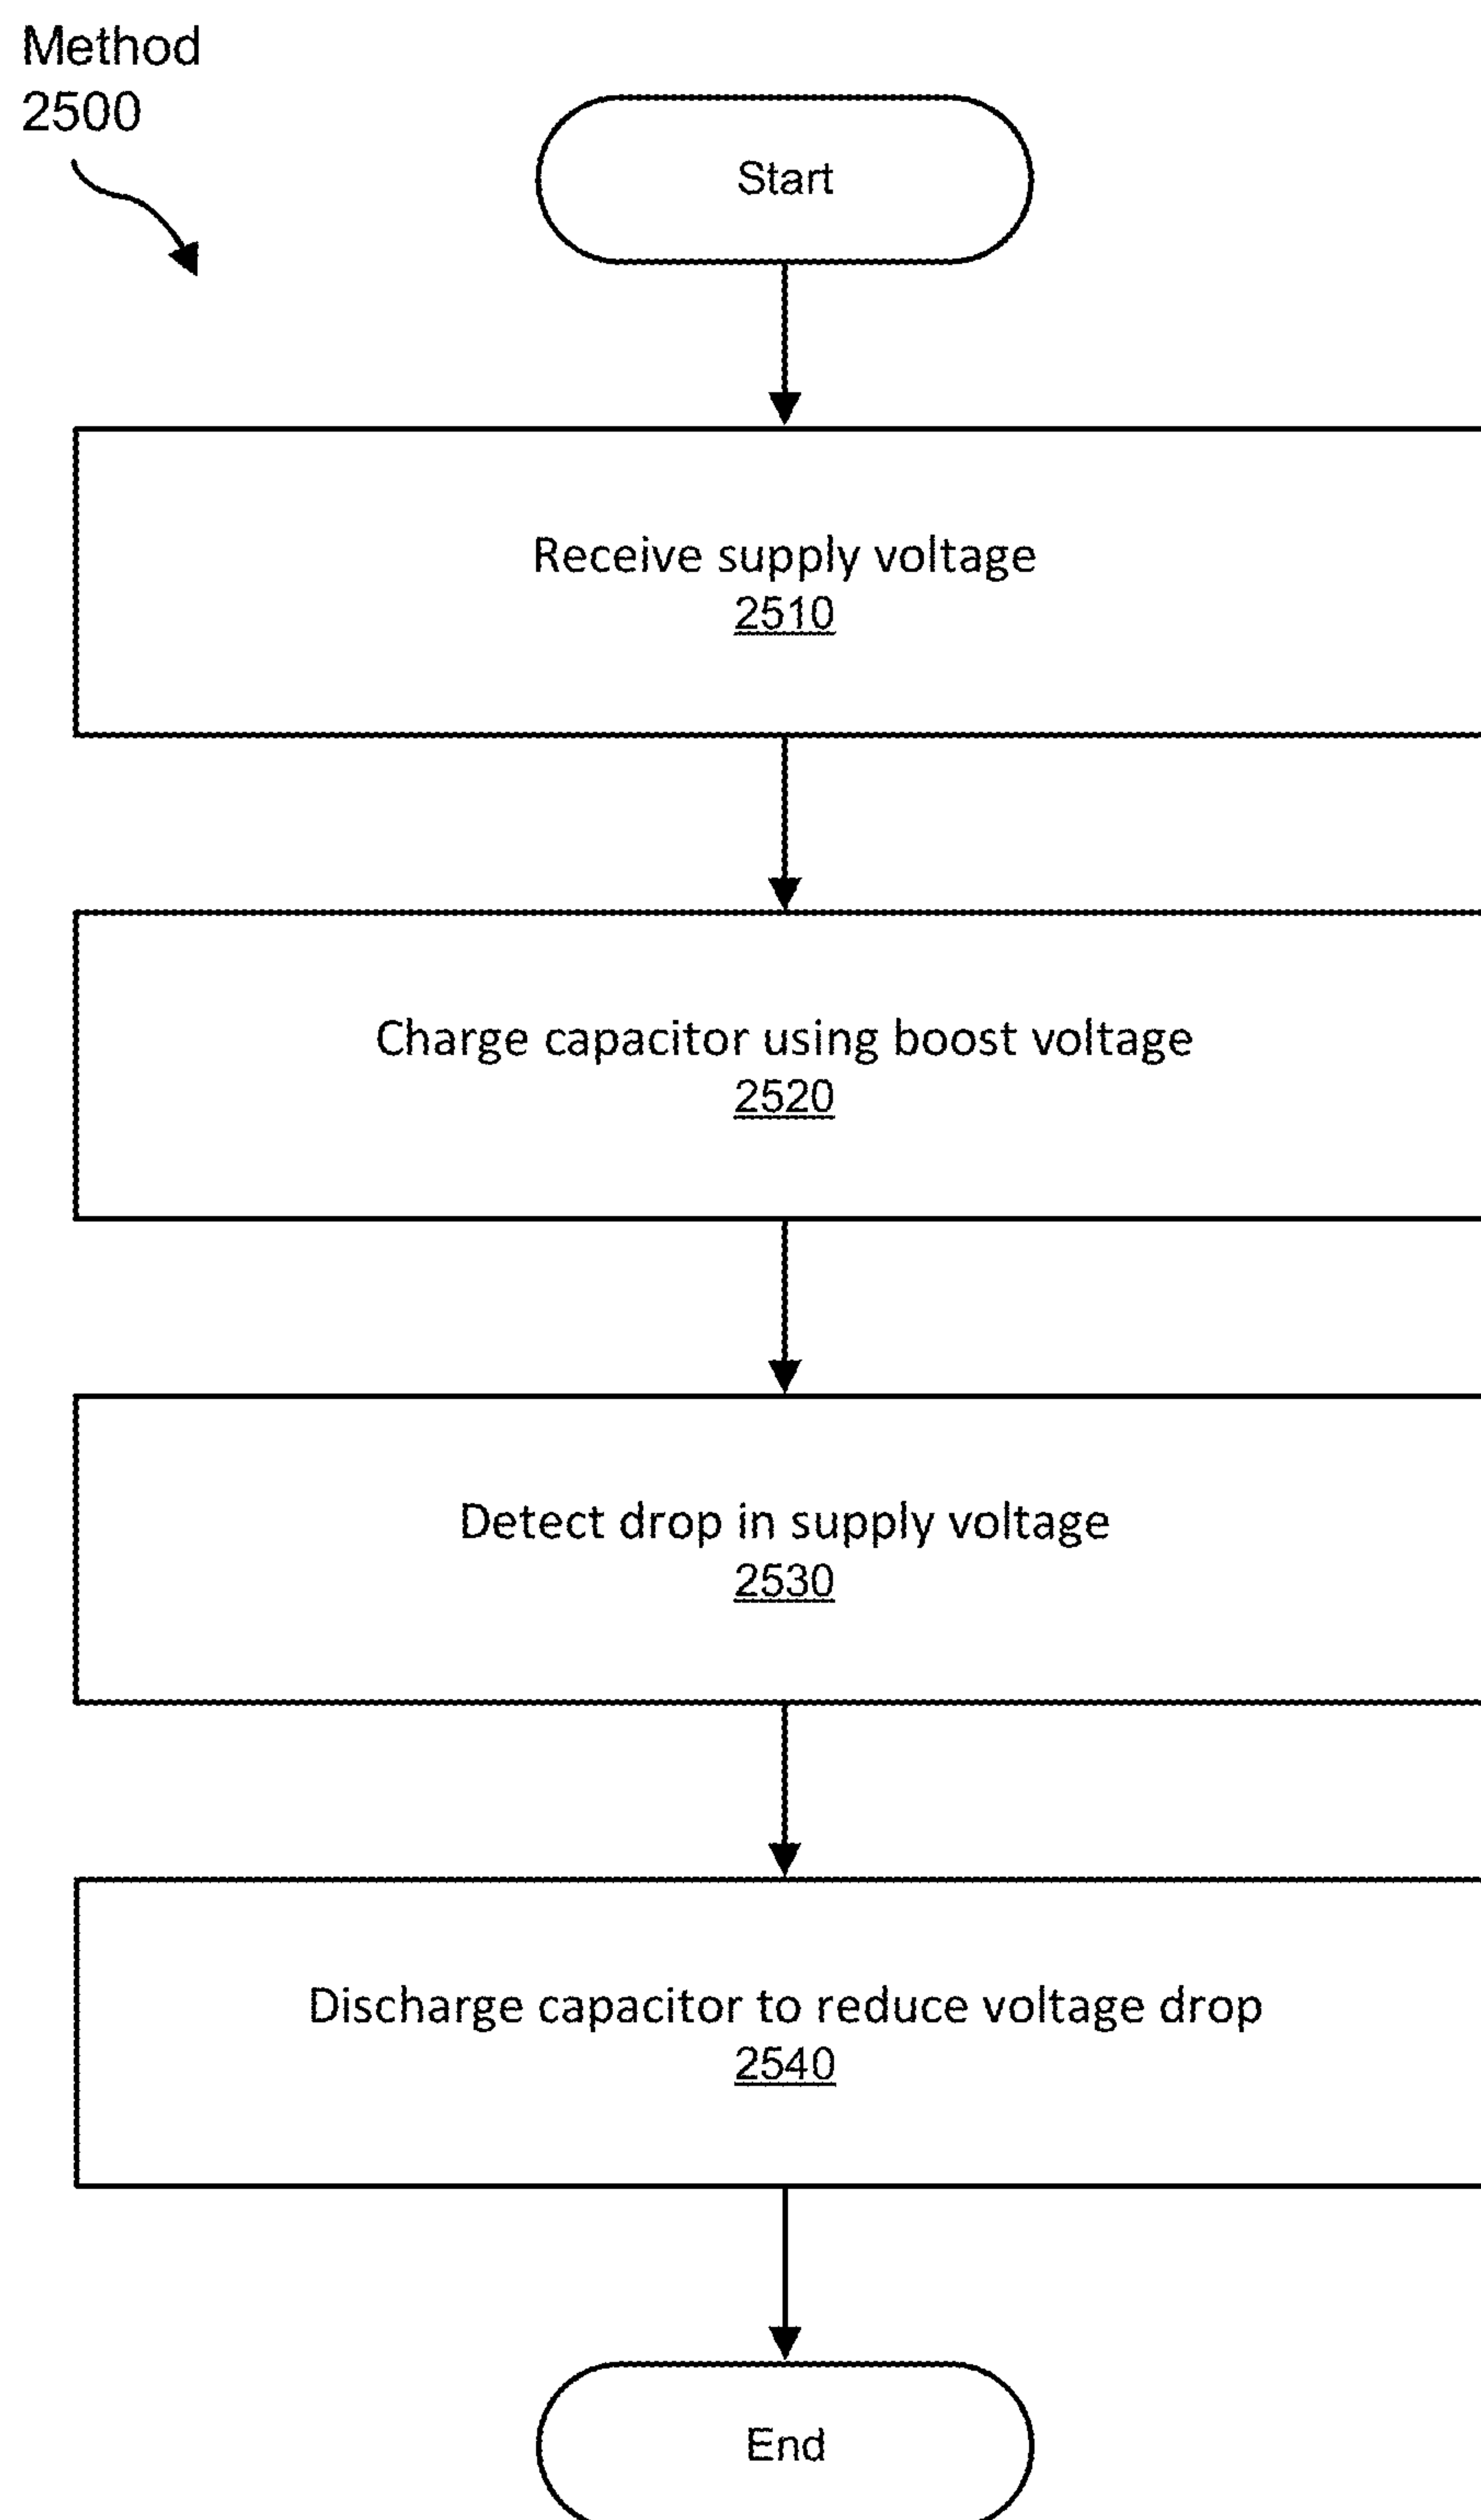 Method
2500
Start
Receive supply voltage
2510
Charge capacitor using boost voltage
2520
Detect drop in supply voltage
2530
Discharge capacitor to reduce voltage drop
2540
End